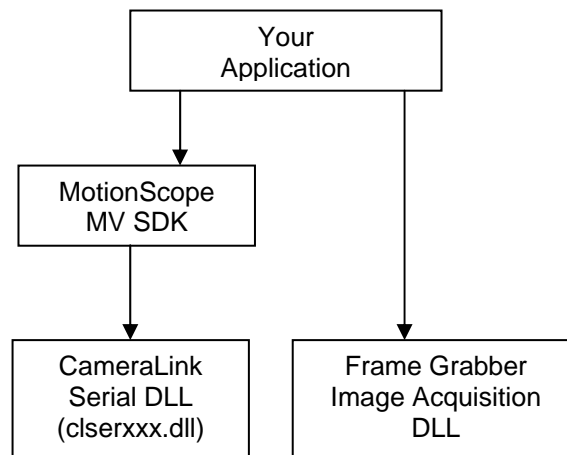 Your
Application
MotionScope
MV SDK
CameraLink
Serial DLL
(clserxxx.dll)
Frame Grabber
Image Acquisition
DLL